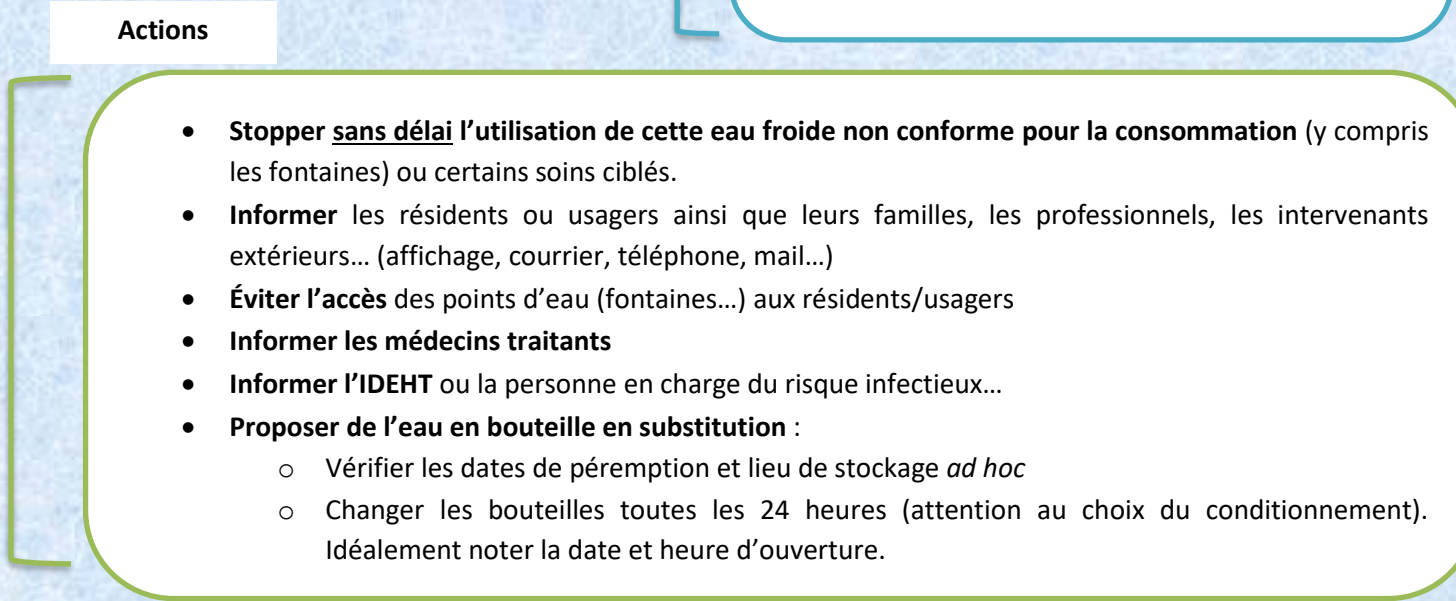 Actions
• Stopper sans délai l’utilisation de cette eau froide non conforme pour la consommation (y compris
les fontaines) ou certains soins ciblés.
• Informer les résidents ou usagers ainsi que leurs familles, les professionnels, les intervenants
extérieurs… (affichage, courrier, téléphone, mail…)
• Éviter l’accès des points d’eau (fontaines…) aux résidents/usagers
• Informer les médecins traitants
• Informer l’IDEHT ou la personne en charge du risque infectieux…
• Proposer de l’eau en bouteille en substitution :
o Vérifier les dates de péremption et lieu de stockage ad hoc
o Changer les bouteilles toutes les 24 heures (attention au choix du conditionnement).
Idéalement noter la date et heure d’ouverture.